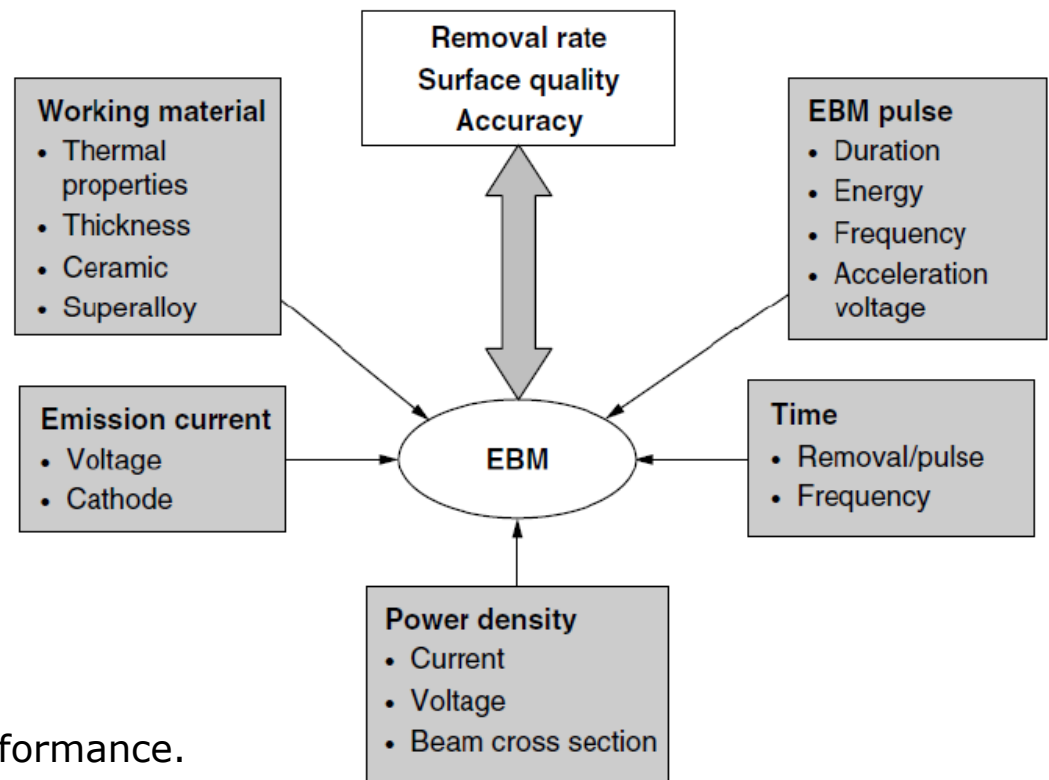 Removal rate
Surface quality
Accuracy
Working material
• Thermal
properties
• Thickness
• Ceramic
• Superalloy
EBM pulse
• Duration
• Energy
• Frequency
• Acceleration
voltage
Emission current
• Voltage
• Cathode
EBM
Time
• Removal/pulse
• Frequency
Power density
• Current
• Voltage
• Beam cross section
formance.